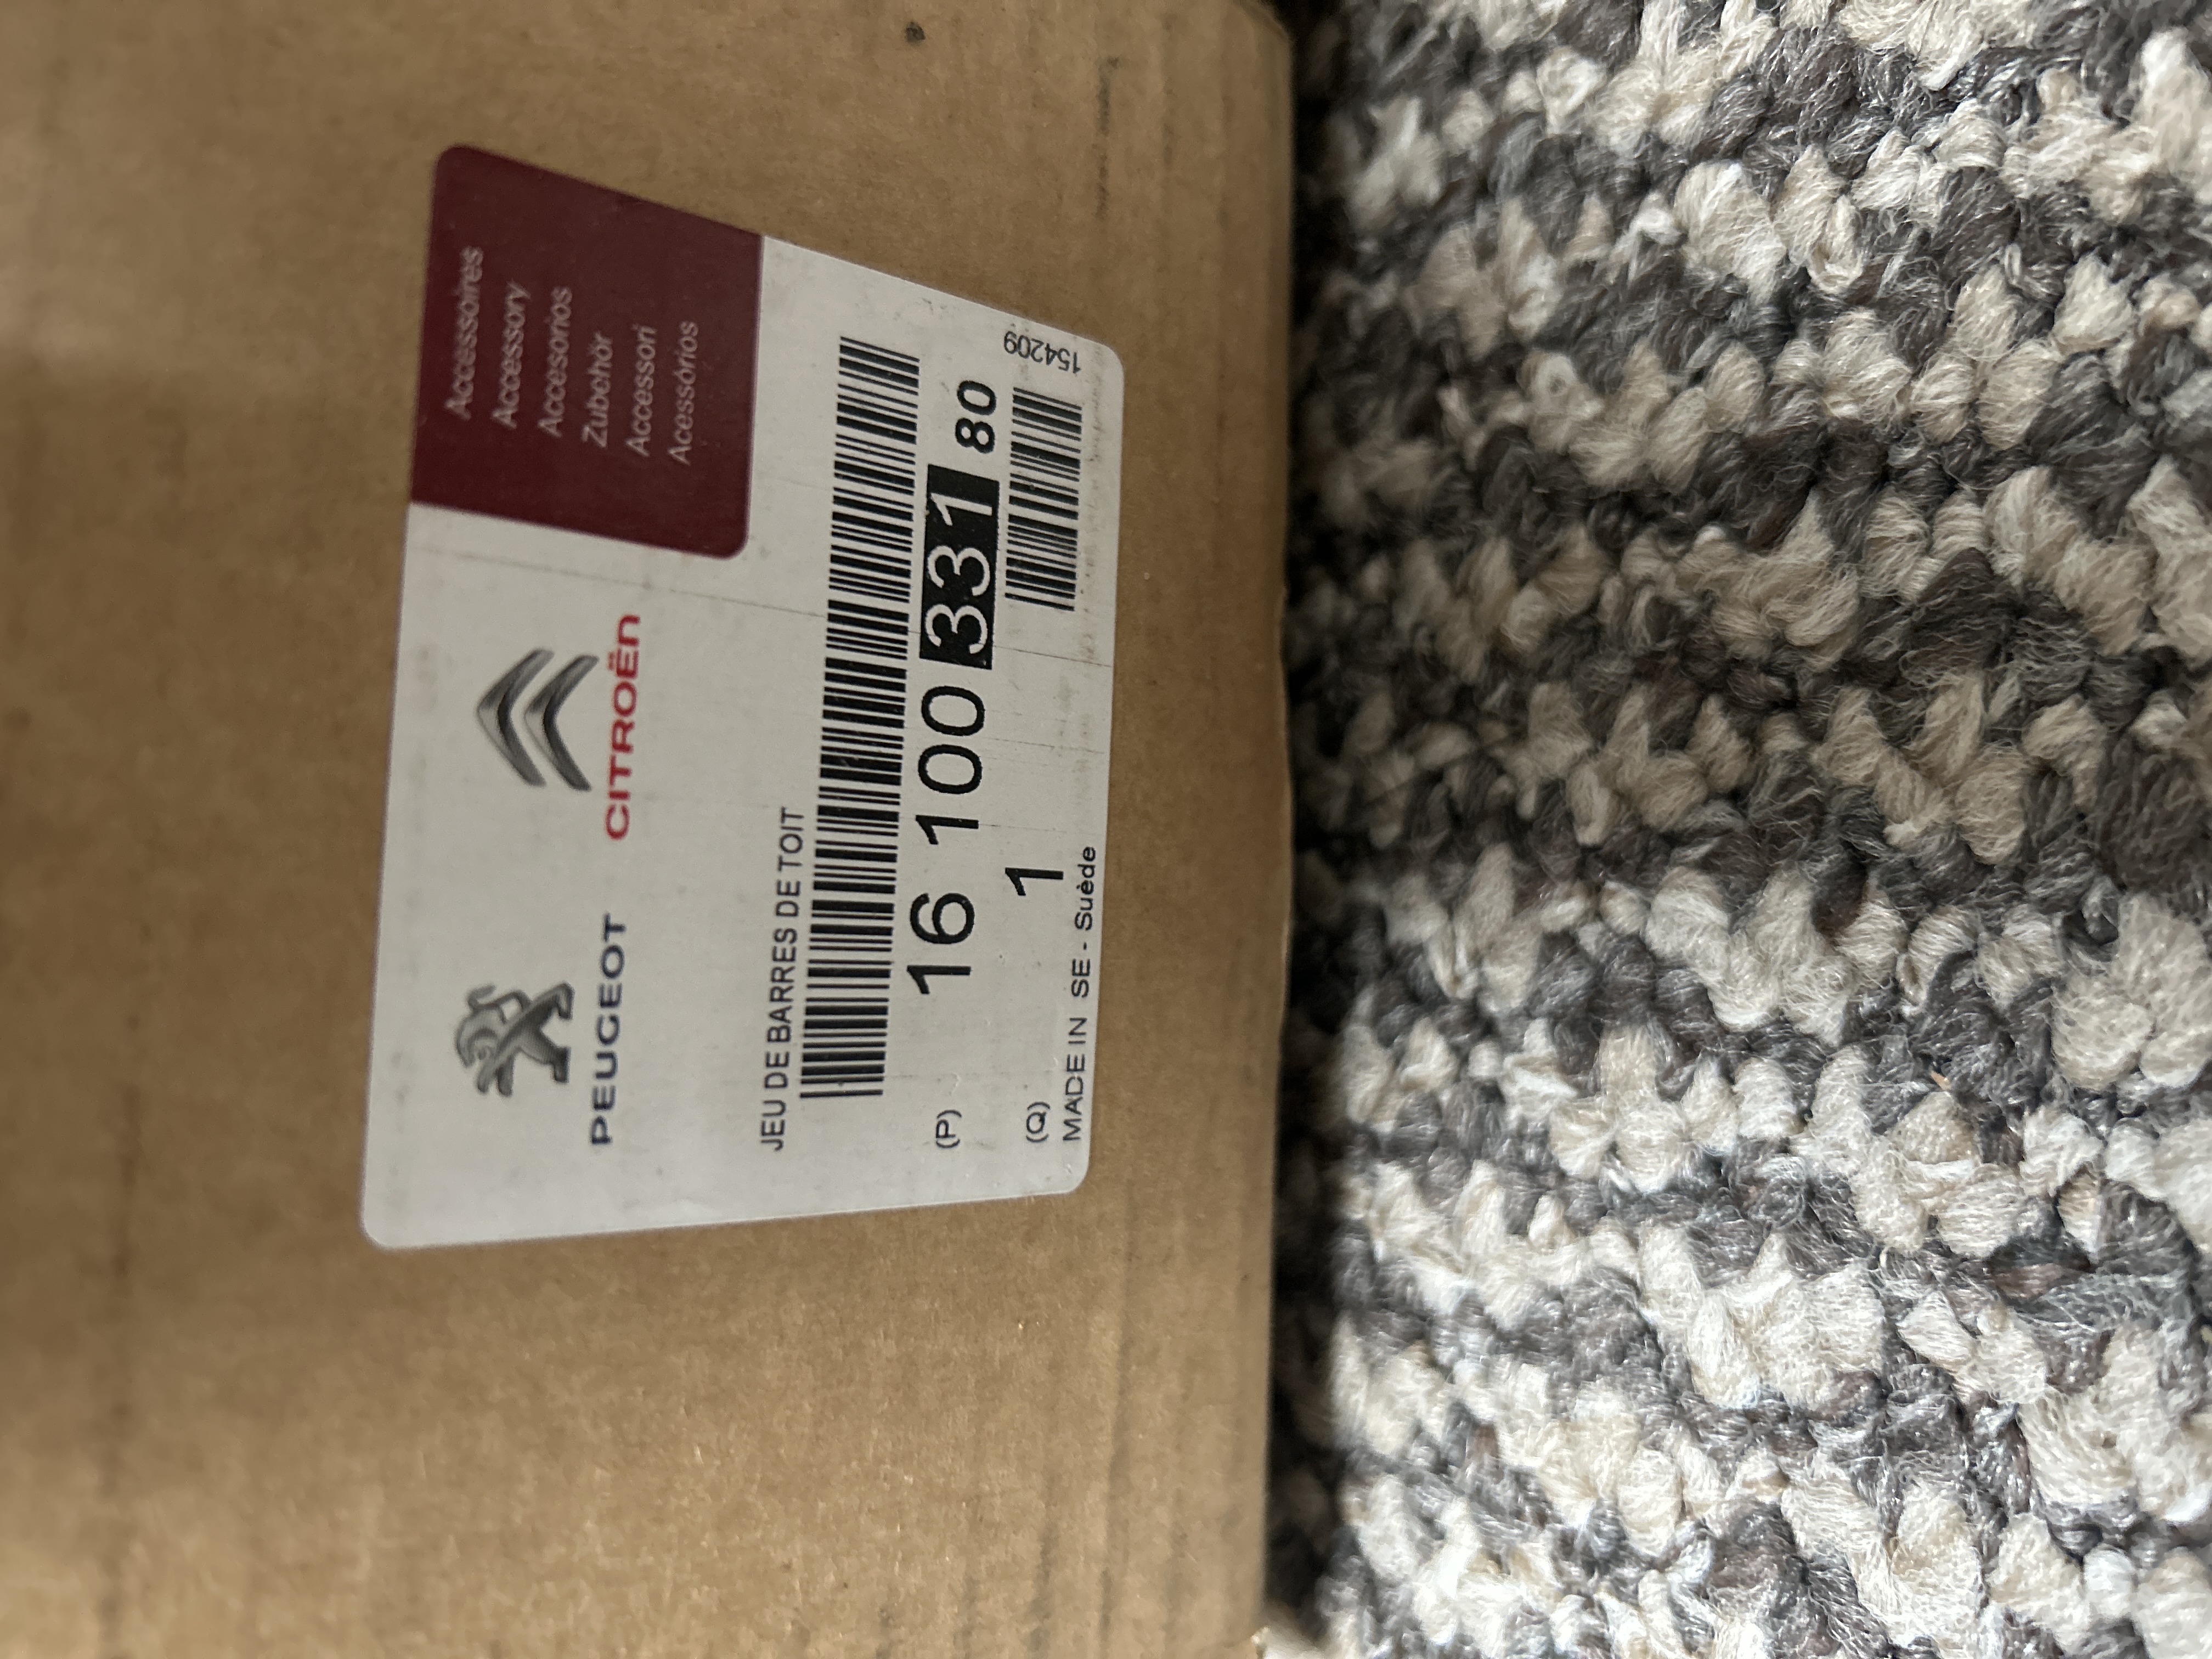 PEUGEOT
CITROËN
Accessoires
Accessory
Accesorios
Zubehör
Accessori
Acessórios
JEU DE BARRES DE TOIT
(P) 16 100 331 80
(Q) 1
154209
MADE IN SE - Suède